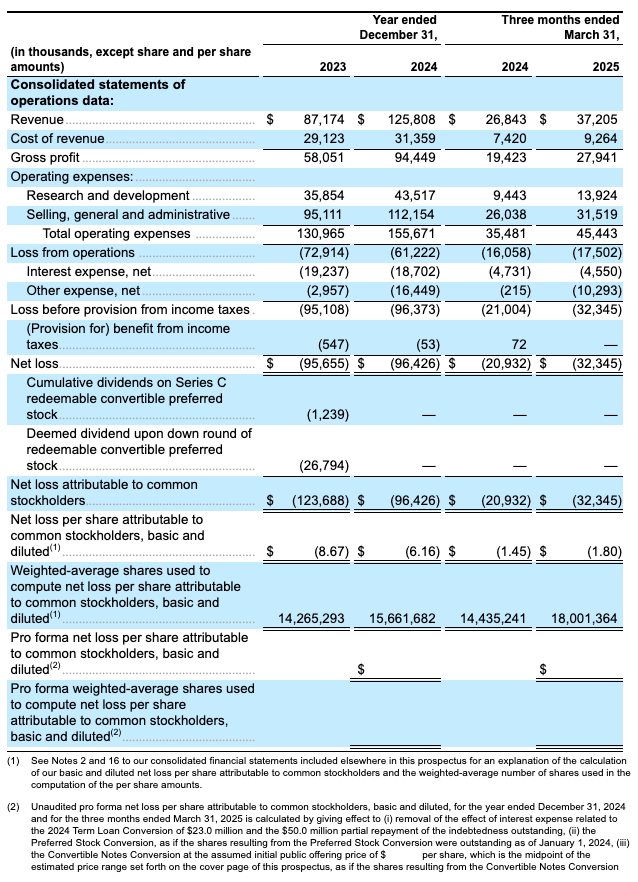 Year ended Three months ended
December 31, March 31,
(in thousands, except share and per share
amounts) 2023 2024 2024 2025
Consolidated statements of
operations data:
Revenue $ 87,174 $ 125,808 $ 26,843 $ 37,205
Cost of revenue 29,123 31,359 7,420 9,264
Gross profit 58,051 94,449 19,423 27,941
Operating expenses:
Research and development 35,854 43,517 9,443 13,924
Selling, general and administrative 95,111 112,154 26,038 31,519
Total operating expenses 130,965 155,671 35,481 45,443
Loss from operations (72,914) (61,222) (16,058) (17,502)
Interest expense, net (19,237) (18,702) (4,731) (4,550)
Other expense, net (2,957) (16,449) (215) (10,293)
Loss before provision from income taxes (95,108) (96,373) (21,004) (32,345)
(Provision for) benefit from income
taxes (547) (53) 72 —
Net loss $ (95,655) $ (96,426) $ (20,932) $ (32,345)
Cumulative dividends on Series C
redeemable convertible preferred
stock (1,239) — — —
Deemed dividend upon down round of
redeemable convertible preferred
stock (26,794) — — —
Net loss attributable to common
stockholders $ (123,688) $ (96,426) $ (20,932) $ (32,345)
Net loss per share attributable to
common stockholders, basic and
diluted(1) $ (8.67) $ (6.16) $ (1.45) $ (1.80)
Weighted-average shares used to
compute net loss per share attributable
to common stockholders, basic and
diluted(1) 14,265,293 15,661,682 14,435,241 18,001,364
Pro forma net loss per share attributable
to common stockholders, basic and
diluted(2) $ $
Pro forma weighted-average shares used
to compute net loss per share
attributable to common stockholders,
basic and diluted(2)
(1) See Notes 2 and 16 to our consolidated financial statements included elsewhere in this prospectus for an explanation of the calculation
of our basic and diluted net loss per share attributable to common stockholders and the weighted-average number of shares used in the
computation of the per share amounts.
(2) Unaudited pro forma net loss per share attributable to common stockholders, basic and diluted, for the year ended December 31, 2024
and for the three months ended March 31, 2025 is calculated by giving effect to (i) removal of the effect of interest expense related to
the 2024 Term Loan Conversion of $23.0 million and the $50.0 million partial repayment of the indebtedness outstanding, (ii) the
Preferred Stock Conversion, as if the shares resulting from the Preferred Stock Conversion were outstanding as of January 1, 2024, (iii)
the Convertible Notes Conversion at the assumed initial public offering price of $ per share, which is the midpoint of the
estimated price range set forth on the cover page of this prospectus, as if the shares resulting from the Convertible Notes Conversion